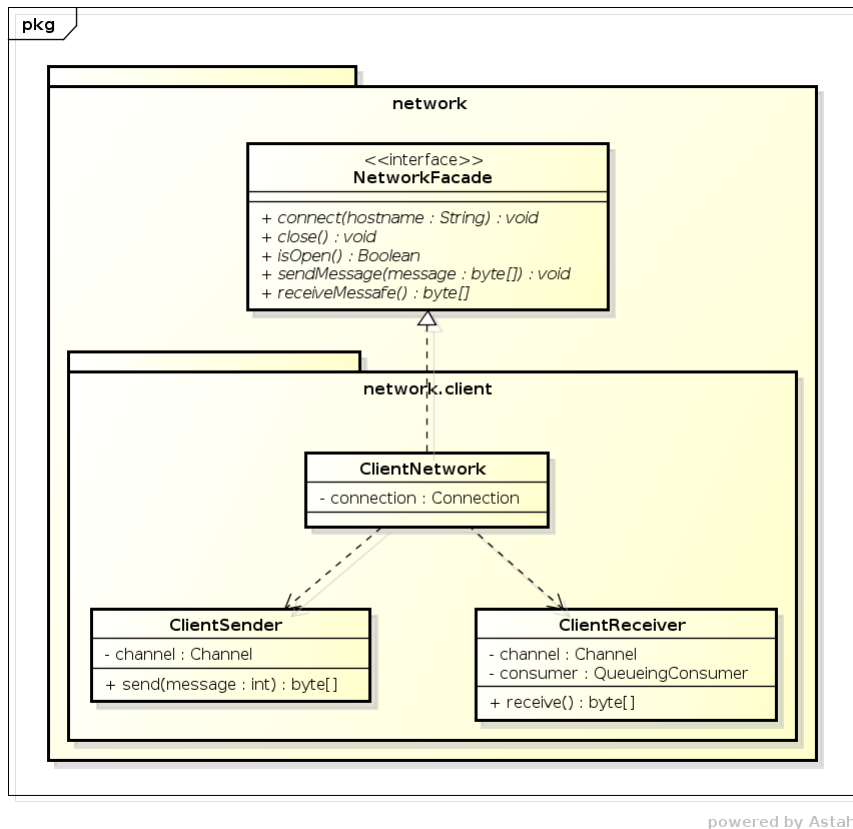 pkg
network
<<interface>>
NetworkFacade
+ connect(hostname : String) : void
+ close() : void
+ isOpen() : Boolean
+ sendMessage(message : byte[]) : void
+ receiveMessafe() : byte[]
network.client
ClientNetwork
- connection : Connection
ClientSender
- channel : Channel
+ send(message : int) : byte[]
ClientReceiver
- channel : Channel
- consumer : QueueingConsumer
+ receive() : byte[]
powered by Astah